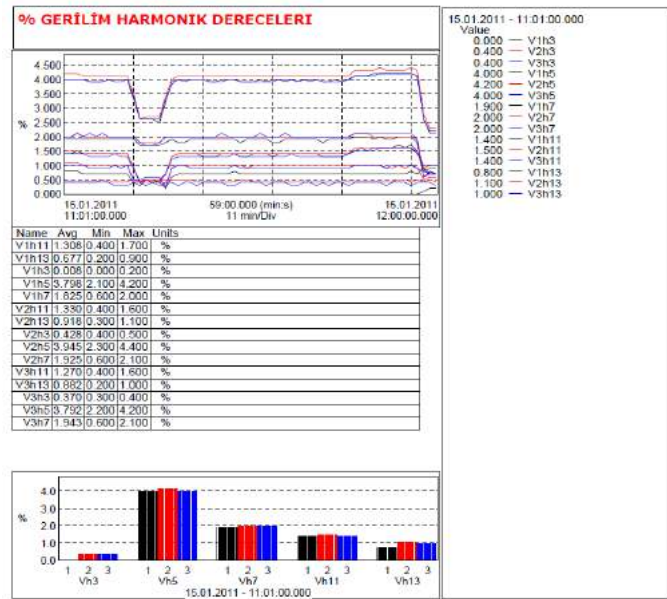 % GERİLİM HARMONIK DERECELERI
4.500
4.000
3.500
3.000
2.500
%
2.000
1.500
1.000
0.500
0.000
15.01.2011 59:00.000 (min:s) 15.01.2011
11:01:00.000 11 min/Div 12:00:00.000
Name Avg Min Max Units
V1h11 1.308 0.400 1.700 %
V1h13 0.677 0.200 0.900 %
V1h3 0.008 0.000 0.200 %
V1h5 3.798 2.100 4.200 %
V1h7 1.825 0.600 2.000 %
V2h11 1.330 0.400 1.600 %
V2h13 0.918 0.300 1.100 %
V2h3 0.428 0.400 0.500 %
V2h5 3.945 2.300 4.400 %
V2h7 1.925 0.600 2.100 %
V3h11 1.270 0.400 1.600 %
V3h13 0.882 0.200 1.000 %
V3h3 0.370 0.300 0.400 %
V3h5 3.792 2.200 4.200 %
V3h7 1.943 0.600 2.100 %
4.0
3.0
%
2.0
1.0
0.0
1 2 3 1 2 3 1 2 3 1 2 3 1 2 3
Vh3 Vh5 Vh7 Vh11 Vh13
15.01.2011 - 11:01:00.000
15.01.2011 - 11:01:00.000
Value
0.000 V1h3
0.400 V2h3
0.400 V3h3
4.000 V1h5
4.200 V2h5
4.000 V3h5
1.900 V1h7
2.000 V2h7
2.000 V3h7
1.400 V1h11
1.500 V2h11
1.400 V3h11
0.800 V1h13
1.100 V2h13
1.000 V3h13